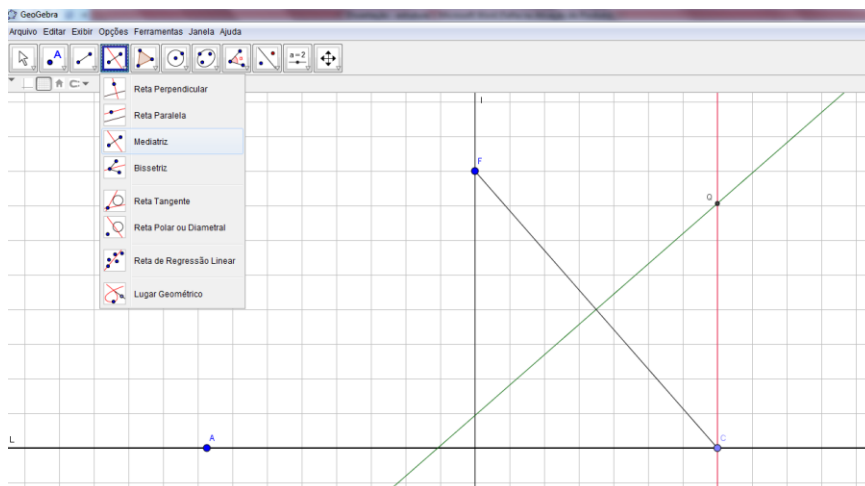 GeoGebra
Arquivo Editar Exibir Opções Ferramentas Janela Ajuda
A
a=2
Reta Perpendicular
Reta Paralela
Mediatriz
Bissetriz
Reta Tangente
Reta Polar ou Diametral
Reta de Regressão Linear
Lugar Geométrico
I
F
Q
L
A
C